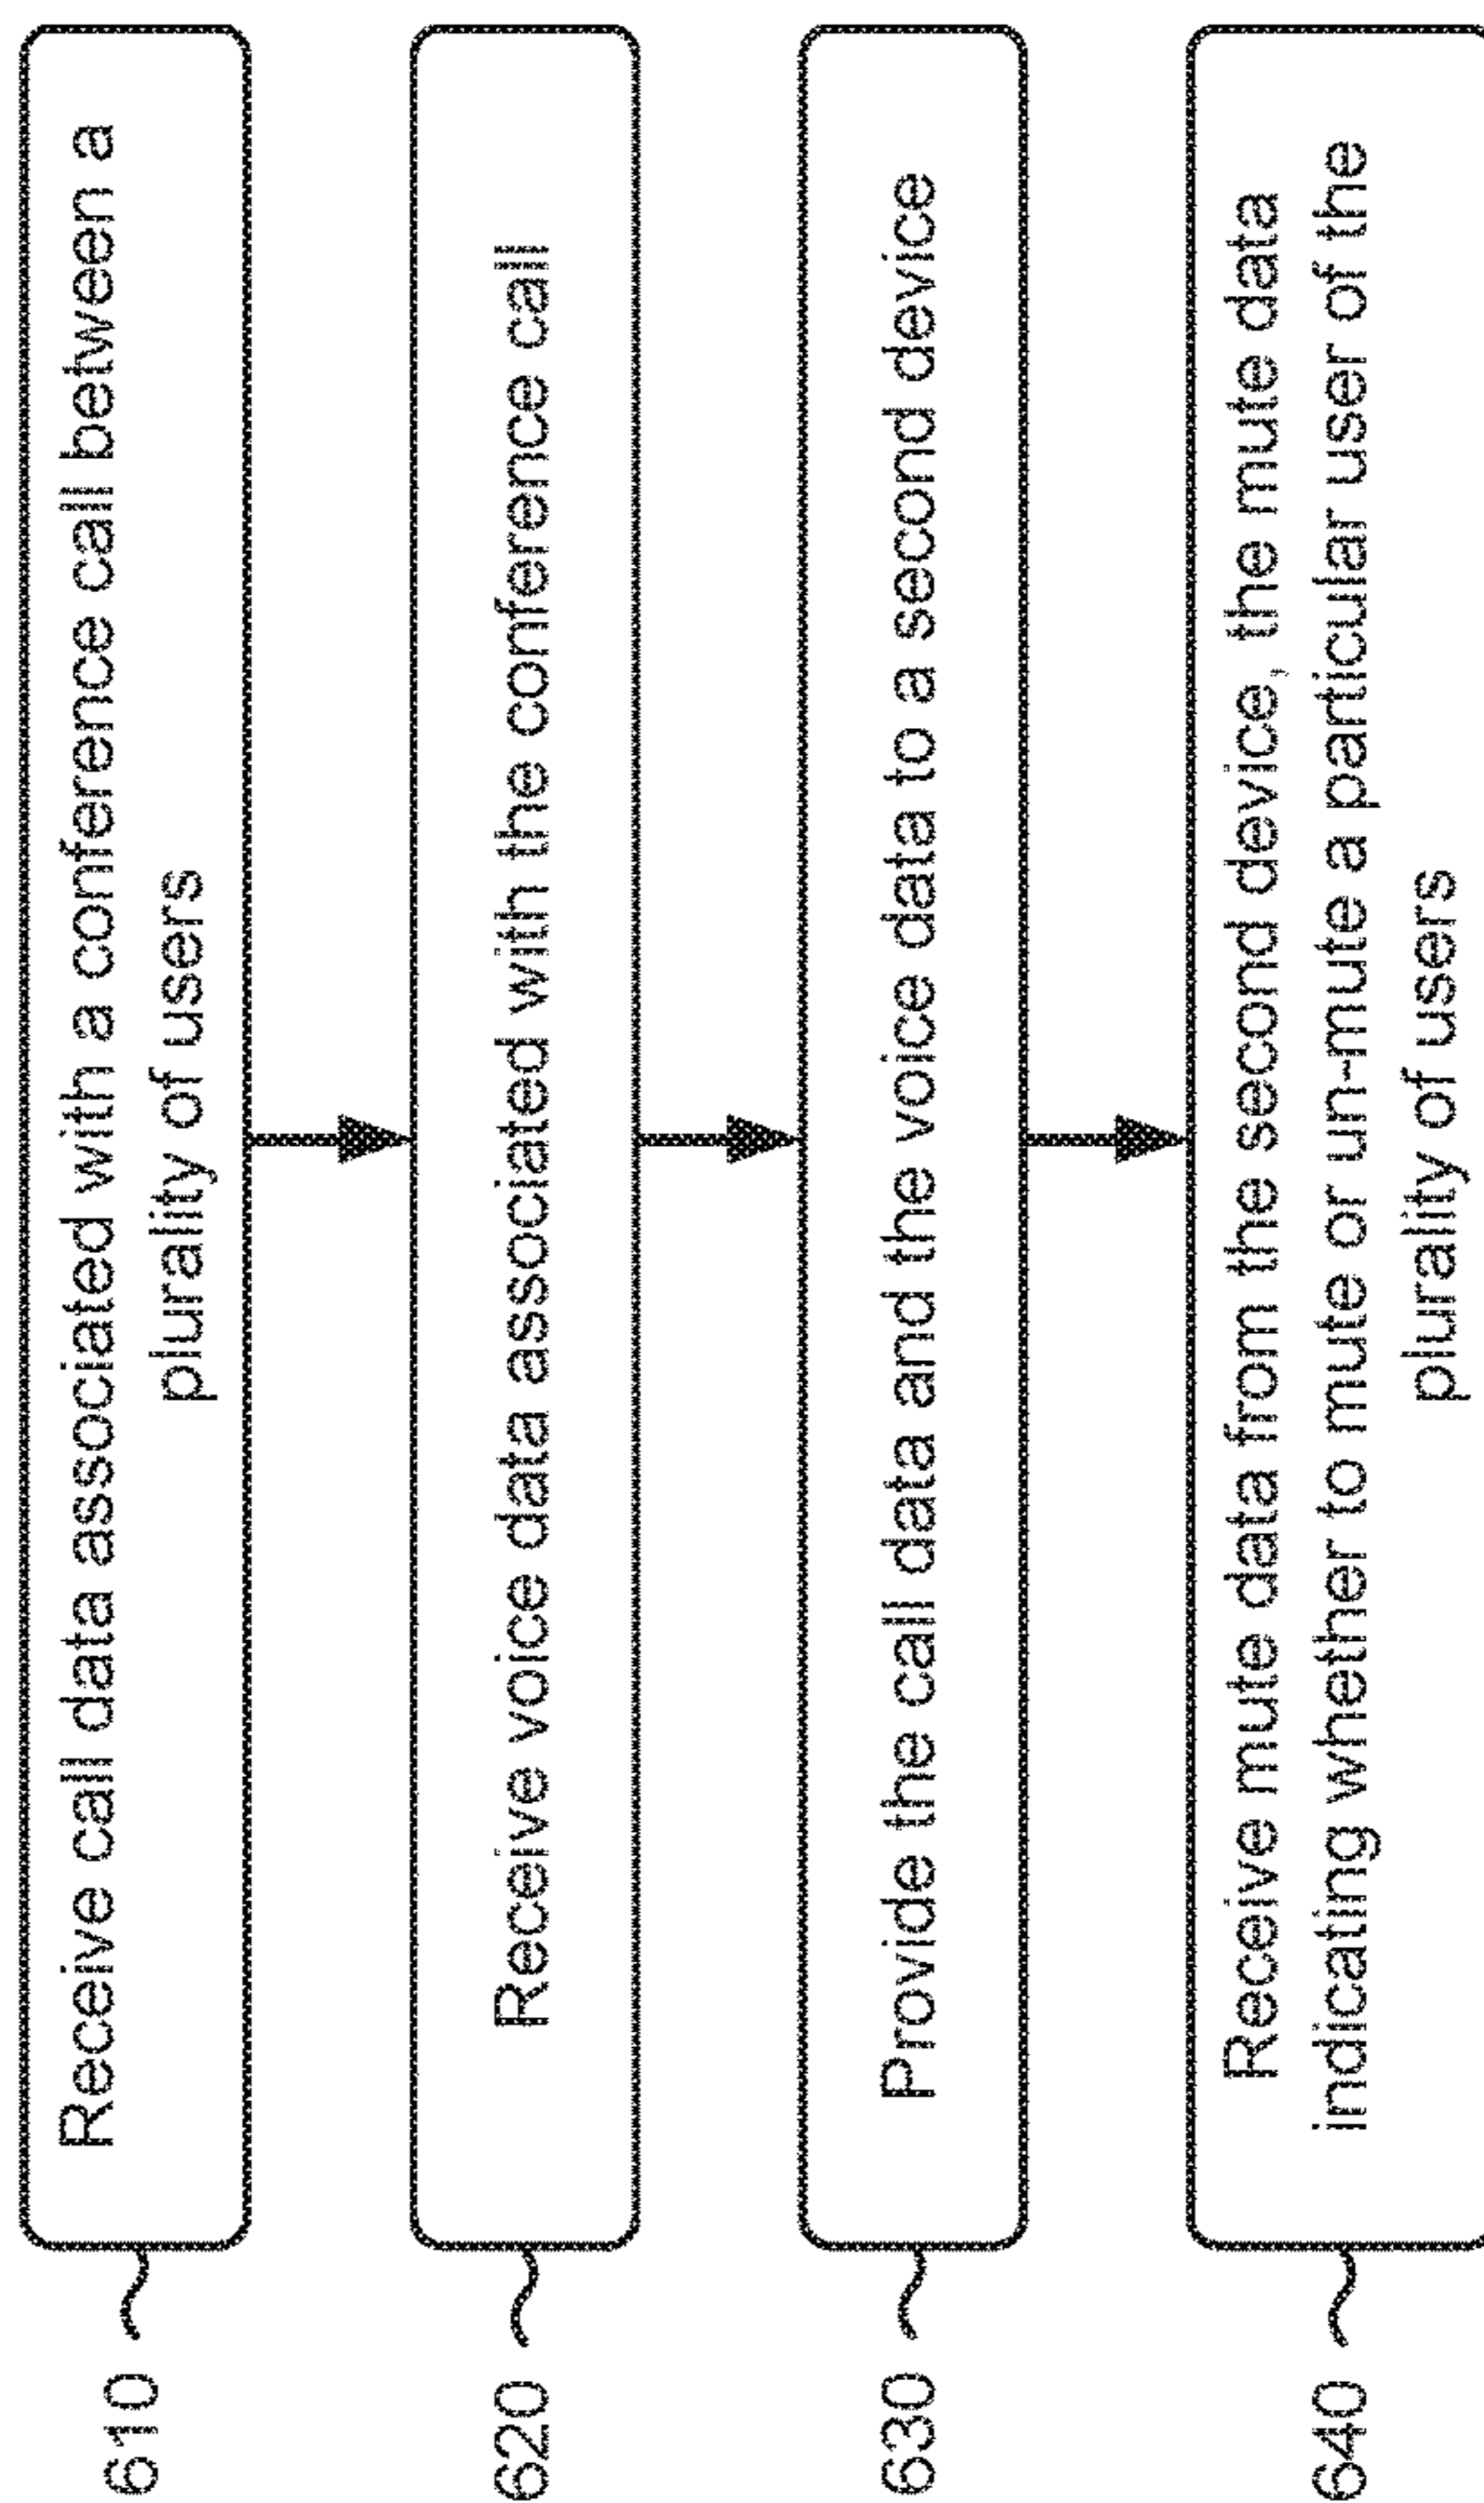 610
Receive call data associated with a conference call between a
plurality of users
620
Receive voice data associated with the conference call
630
Provide the call data and the voice data to a second device
640
Receive mute data from the second device, the mute data
indicating whether to mute or un-mute a particular user of the
plurality of users